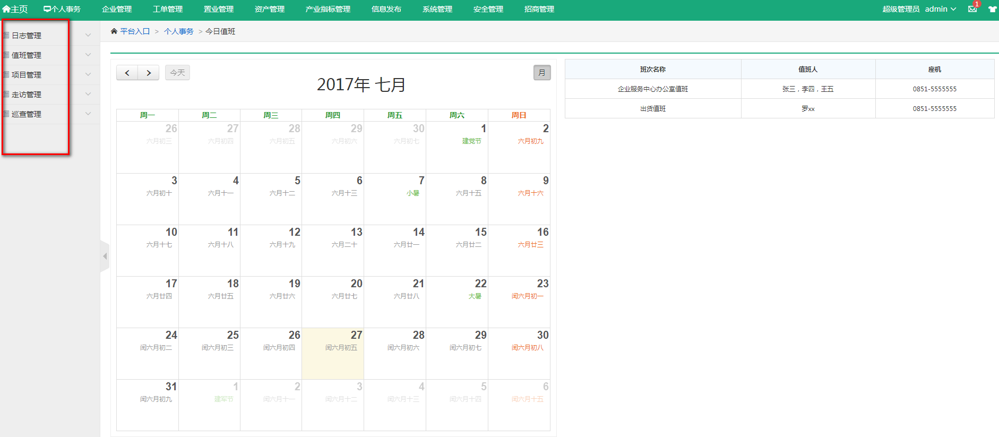 主页 个人事务 企业管理 工单管理 置业管理 资产管理 产业指标管理 信息发布 系统管理 安全管理 招商管理 超级管理员 admin 1
日志管理
值班管理
项目管理
走访管理
巡查管理
平台入口 > 个人事务 > 今日值班
今天 2017年 七月 月
周一 周二 周三 周四 周五 周六 周日
26 27 28 29 30 1 2
六月初三 六月初四 六月初五 六月初六 六月初七 建党节 六月初九
3 4 5 6 7 8 9
六月初十 六月十一 六月十二 六月十三 小暑 六月十五 六月十六
10 11 12 13 14 15 16
六月十七 六月十八 六月十九 六月二十 六月廿一 六月廿二 六月廿三
17 18 19 20 21 22 23
六月廿四 六月廿五 六月廿六 六月廿七 六月廿八 大暑 闰六月初一
24 25 26 27 28 29 30
闰六月初二 闰六月初三 闰六月初四 闰六月初五 闰六月初六 闰六月初七 闰六月初八
31 1 2 3 4 5 6
闰六月初九 建军节 闰六月十一 闰六月十二 闰六月十三 闰六月十四 闰六月十五
班次名称 值班人 座机
企业服务中心办公室值班 张三，李四，王五 0851-5555555
出货值班 罗xx 0851-5555555